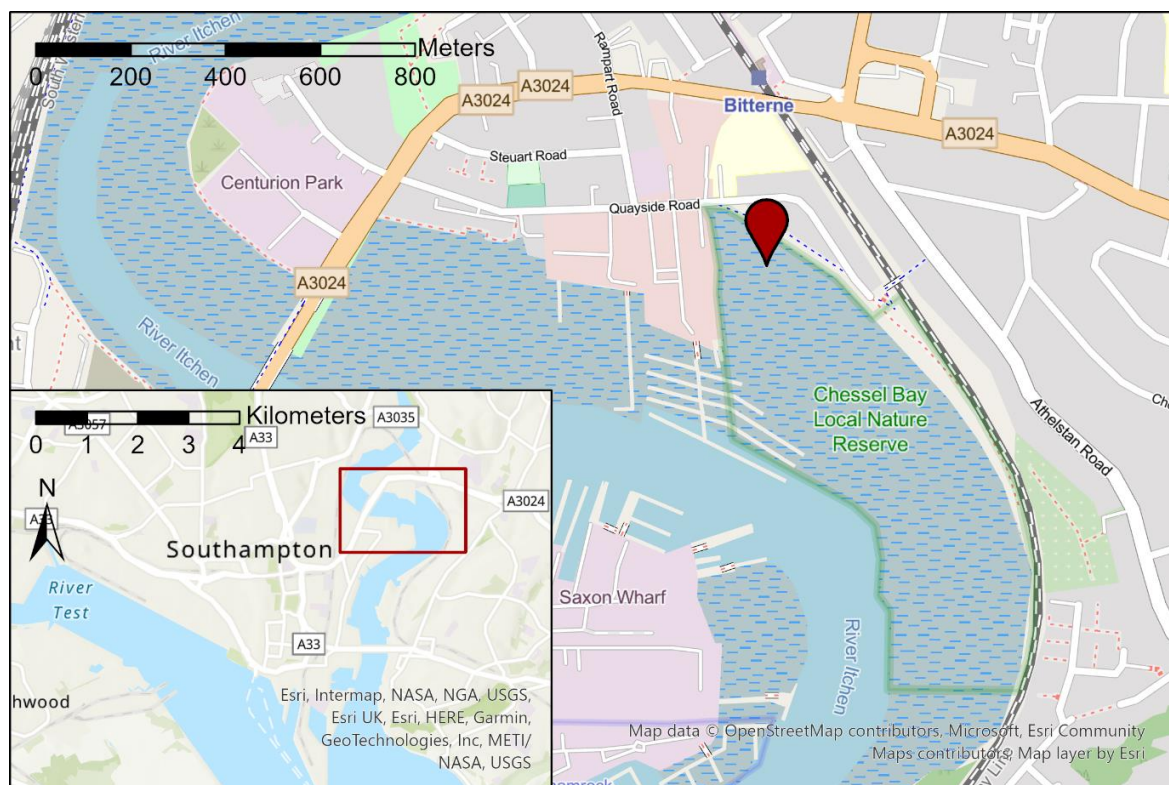 River Itchen
South Western
Meters
0 200 400 600 800
A3024
A3024
Rampart Road
Bitterne
A3024
Steuart Road
Centurion Park
Quayside Road
A3024
River Itchen
Chessel Bay
Local Nature
Reserve
Athelstan Road
Saxon Wharf
River Itchen
Kilometers
0 1 2 3 4
A3057
A33
A3035
N
A33
A3024
Southampton
River
Test
A33
hwood
Esri, Intermap, NASA, NGA, USGS,
Esri UK, Esri, HERE, Garmin,
GeoTechnologies, Inc, METI/
NASA, USGS
Map data © OpenStreetMap contributors, Microsoft, Esri Community
Maps contributors, Map layer by Esri